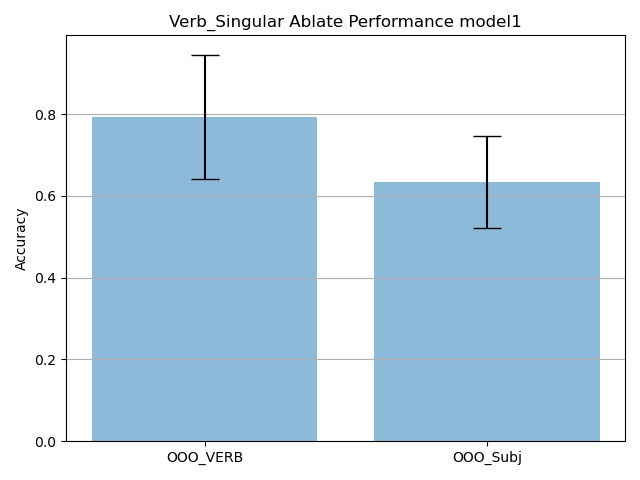 Verb_Singular Ablate Performance model1
Accuracy
0.8
0.6
0.4
0.2
0.0
OOO_VERB
OOO_Subj